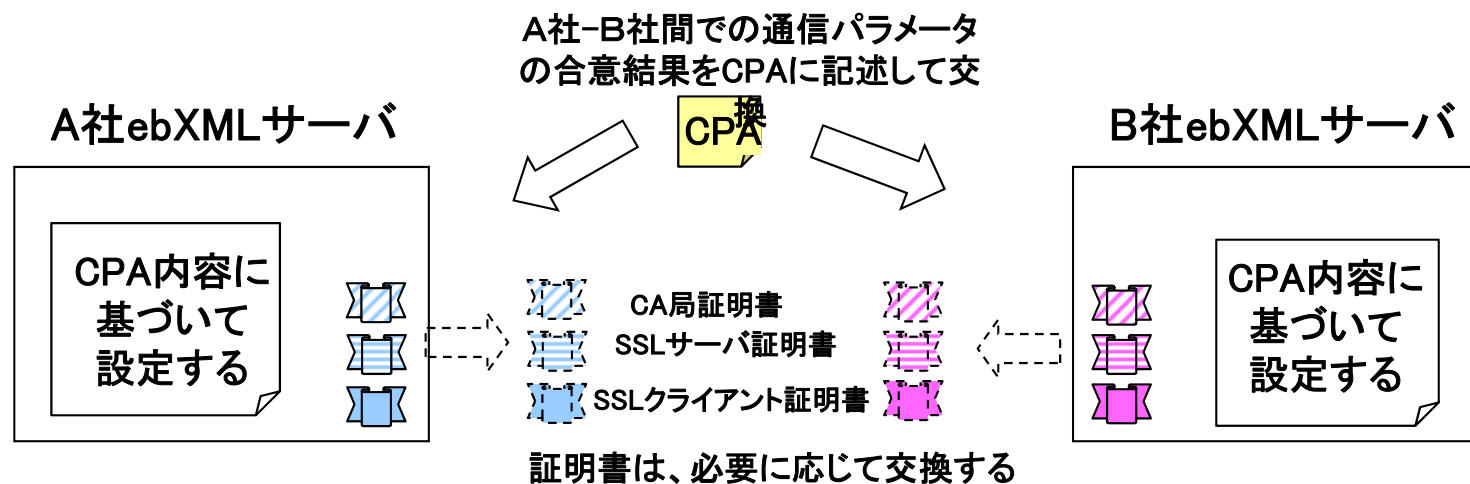 A社-B社間での通信パラメータ
の合意結果をCPAに記述して交
換
CPA
A社ebXMLサーバ
B社ebXMLサーバ
CPA内容に
基づいて
設定する
CPA内容に
基づいて
設定する
CA局証明書
SSLサーバ証明書
SSLクライアント証明書
証明書は、必要に応じて交換する